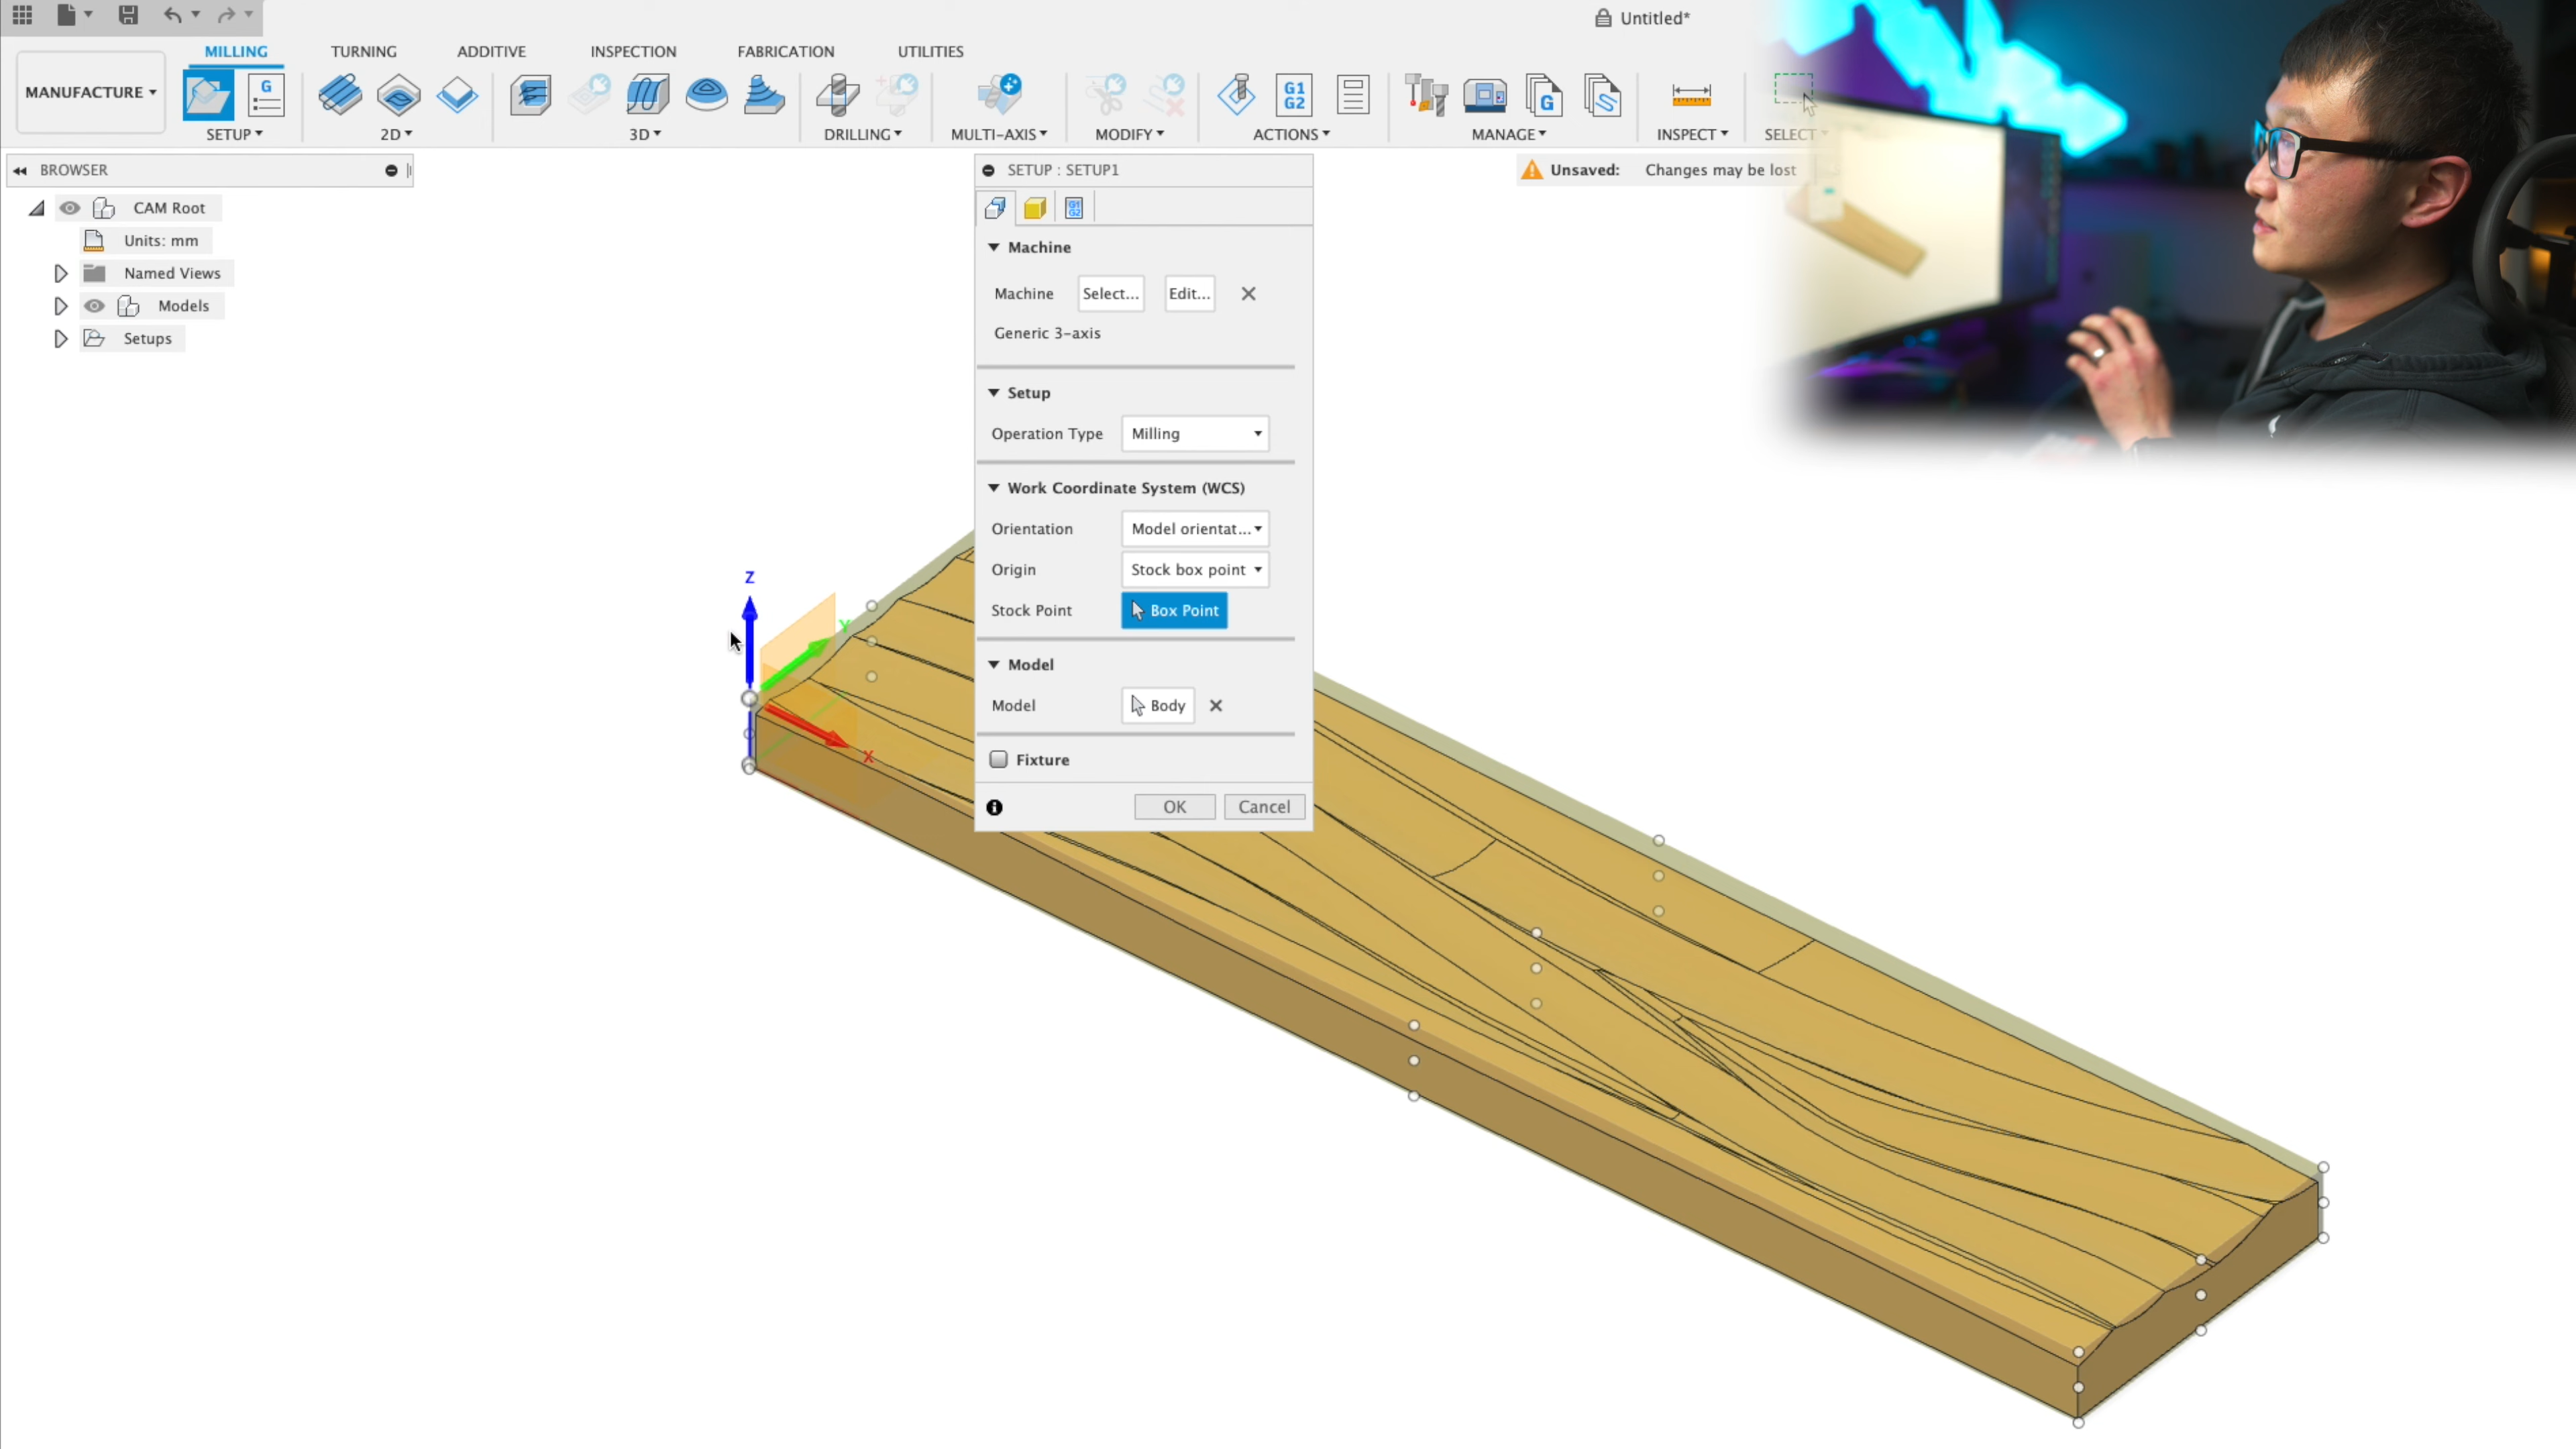 Untitled*
MANUFACTURE
MILLING TURNING ADDITIVE INSPECTION FABRICATION UTILITIES
G
G1
G2
G
SETUP 2D 3D DRILLING MULTI-AXIS MODIFY ACTIONS MANAGE INSPECT SELECT
BROWSER
CAM Root
Units: mm
Named Views
Models
Setups
SETUP : SETUP1
G1
G2
Machine
Machine Select... Edit...
Generic 3-axis
Setup
Operation Type Milling
Work Coordinate System (WCS)
Orientation Model orientat...
Origin Stock box point
Stock Point Box Point
Model
Model Body
Fixture
OK Cancel
Unsaved: Changes may be lost
Z
Y
X